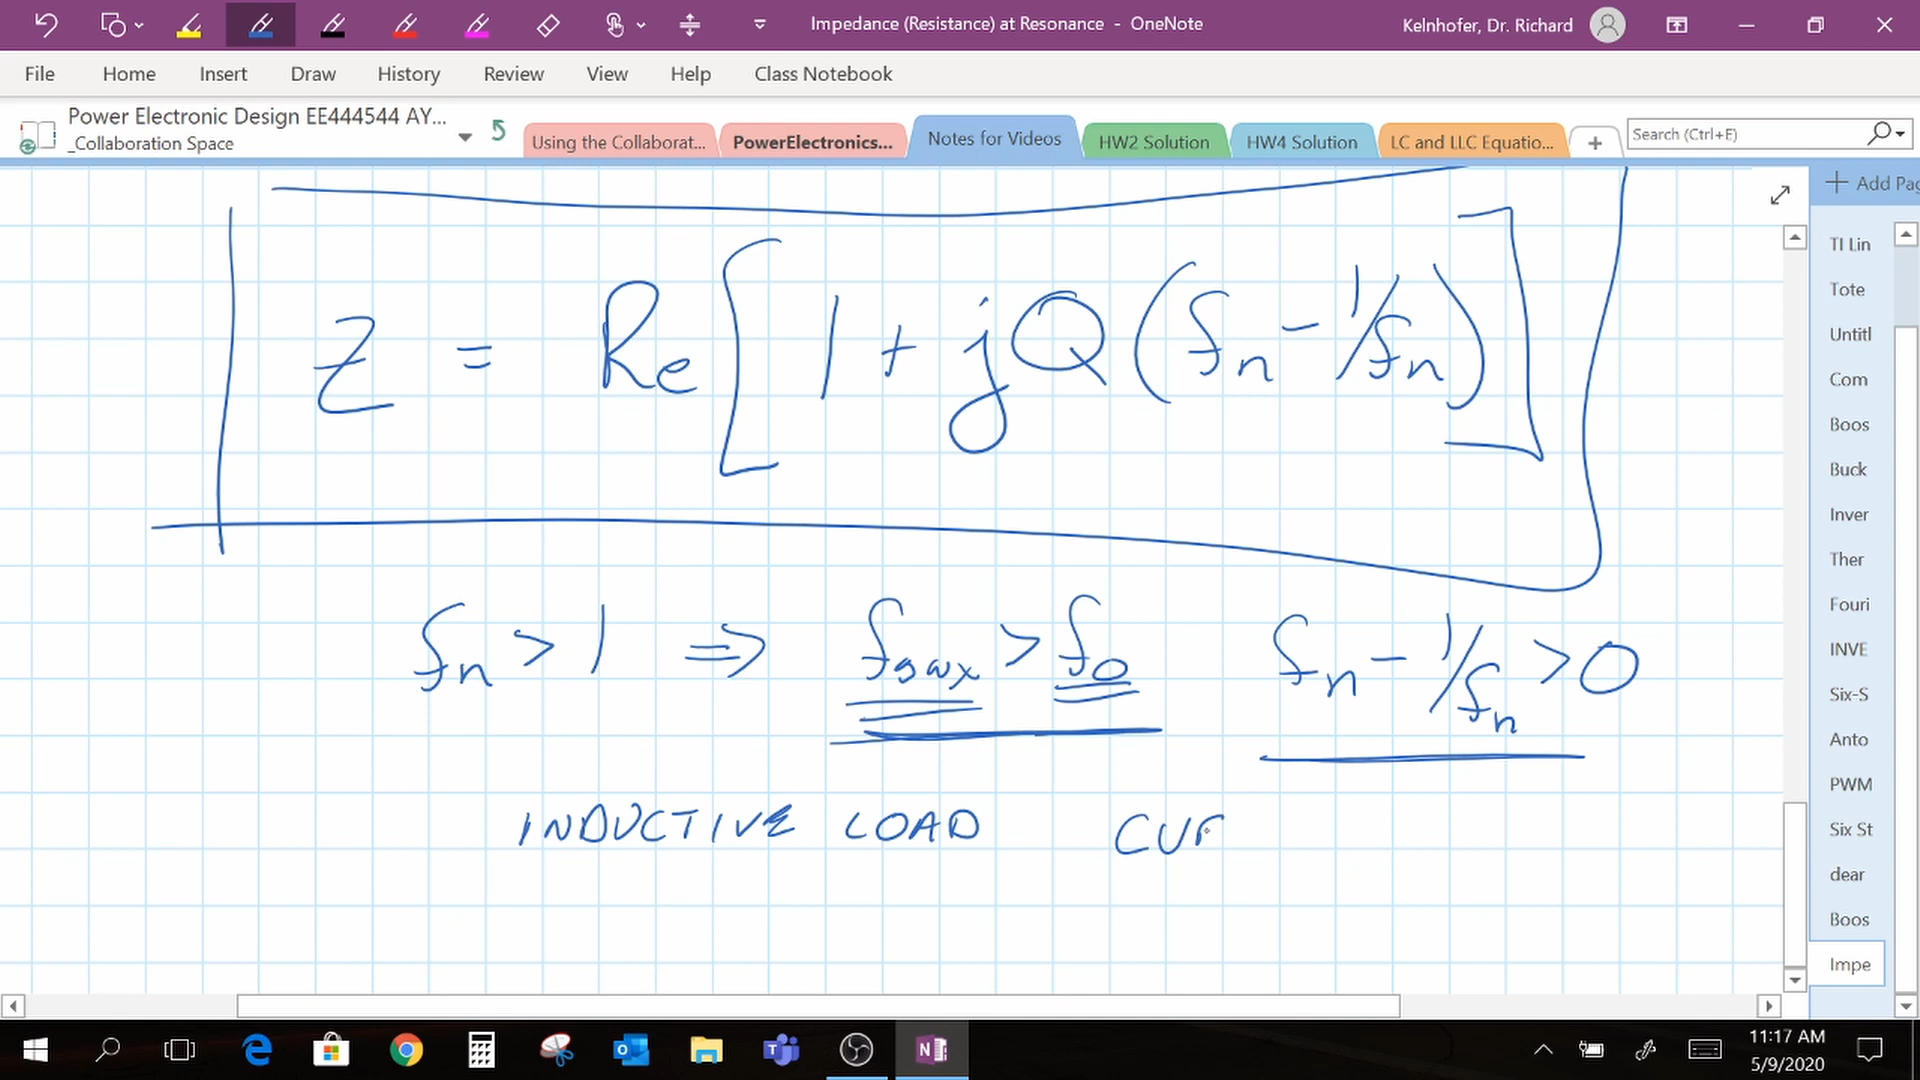 Impedance (Resistance) at Resonance - OneNote
Kelnhofer, Dr. Richard
File Home Insert Draw History Review View Help Class Notebook
Power Electronic Design EE444544 AY...
_Collaboration Space
Using the Collaborat... PowerElectronics... Notes for Videos HW2 Solution HW4 Solution LC and LLC Equatio... + Search (Ctrl+E)
+ Add Pag
TI Lin
Tote
Untitl
Com
Boos
Buck
Inver
Ther
Fouri
INVE
Six-S
Anto
PWM
Six St
dear
Boos
Impe
Z = Re[1 + jQ(fn - 1/fn)]
fn > 1 ⇒ > fo fn - 1/fn > 0
INDUCTIVE LOAD CUR
11:17 AM
5/9/2020